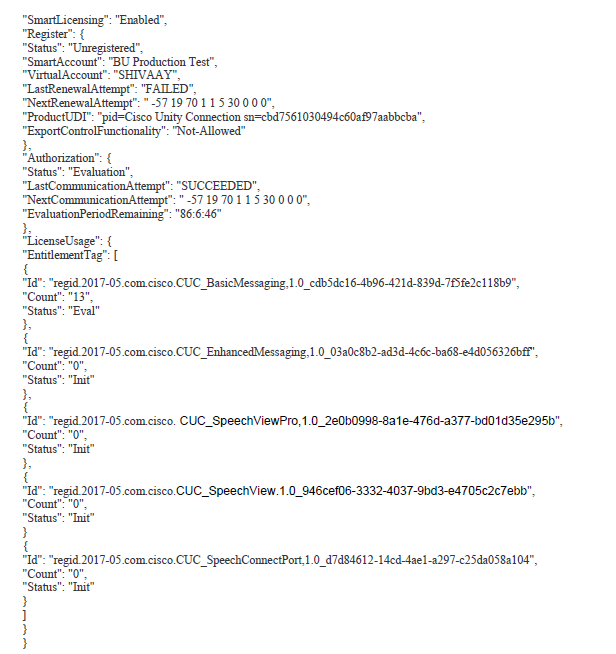 "SmartLicensing": "Enabled",
"Register": {
"Status": "Unregistered",
"SmartAccount": "BU Production Test",
"VirtualAccount": "SHIVAAY",
"LastRenewalAttempt": "FAILED",
"NextRenewalAttempt": " -57 19 70 1 1 5 30 0 0 0",
"ProductUDI": "pid=Cisco Unity Connection sn=cbd7561030494c60af97aabbcba",
"ExportControlFunctionality": "Not-Allowed"
},
"Authorization": {
"Status": "Evaluation",
"LastCommunicationAttempt": "SUCCEEDED",
"NextCommunicationAttempt": " -57 19 70 1 1 5 30 0 0 0",
"EvaluationPeriodRemaining": "86:6:46"
},
"LicenseUsage": {
"EntitlementTag": [
{
"Id": "regid.2017-05.com.cisco.CUC_BasicMessaging,1.0_cdb5dc16-4b96-421d-839d-7f5fe2c118b9",
"Count": "13",
"Status": "Eval"
},
{
"Id": "regid.2017-05.com.cisco.CUC_EnhancedMessaging,1.0_03a0c8b2-ad3d-4c6c-ba68-e4d056326bff",
"Count": "0",
"Status": "Init"
},
{
"Id": "regid.2017-05.com.cisco. CUC_SpeechViewPro,1.0_2e0b0998-8a1e-476d-a377-bd01d35e295b",
"Count": "0",
"Status": "Init"
},
{
"Id": "regid.2017-05.com.cisco.CUC_SpeechView.1.0_946cef06-3332-4037-9bd3-e4705c2c7ebb",
"Count": "0",
"Status": "Init"
}
{
"Id": "regid.2017-05.com.cisco.CUC_SpeechConnectPort,1.0_d7d84612-14cd-4ae1-a297-c25da058a104",
"Count": "0",
"Status": "Init"
}
]
}
}